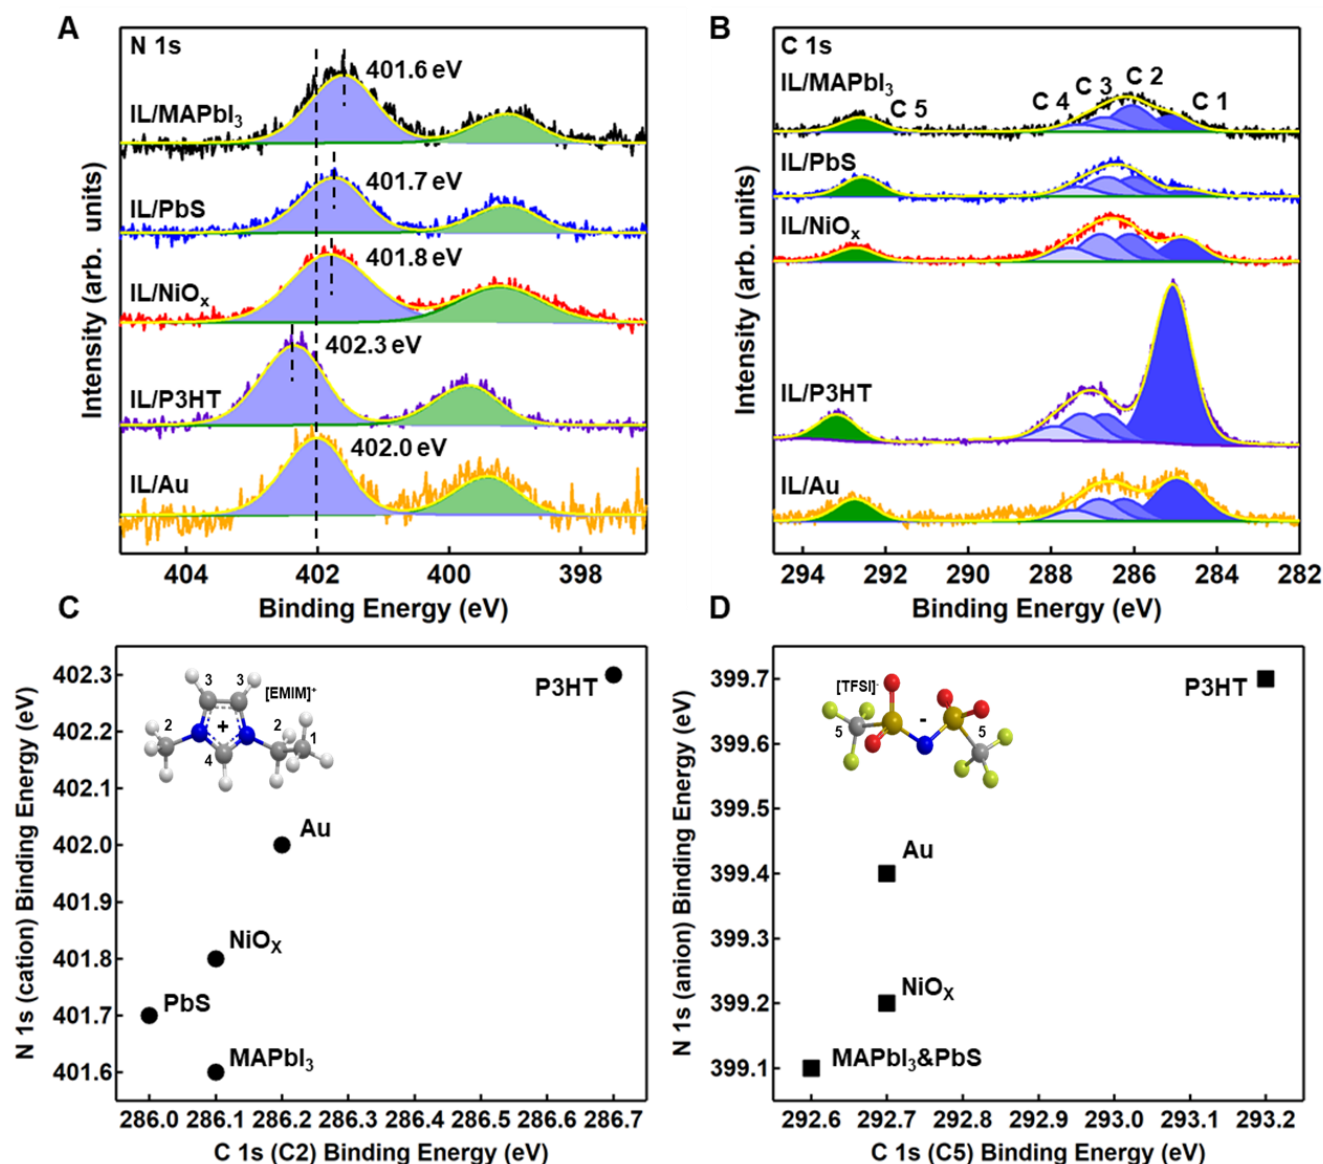 A
N 1s
401.6 eV
IL/MAPbI3
401.7 eV
IL/PbS
401.8 eV
IL/NiOx
402.3 eV
IL/P3HT
402.0 eV
IL/Au
Intensity (arb. units)
404 402 400 398
Binding Energy (eV)
B
C 1s
IL/MAPbI3
C 5 C 4 C 3 C 2 C 1
IL/PbS
IL/NiOx
IL/P3HT
IL/Au
Intensity (arb. units)
294 292 290 288 286 284 282
Binding Energy (eV)
C
402.3
402.2
402.1
402.0
401.9
401.8
401.7
401.6
N 1s (cation) Binding Energy (eV)
3 3 [EMIM]+
2 + 2 1
4
P3HT
Au
NiOX
PbS
MAPbI3
286.0 286.1 286.2 286.3 286.4 286.5 286.6 286.7
C 1s (C2) Binding Energy (eV)
D
399.7
399.6
399.5
399.4
399.3
399.2
399.1
N 1s (anion) Binding Energy (eV)
[TFSI]-
5 - 5
P3HT
Au
NiOX
MAPbI3&PbS
292.6 292.7 292.8 292.9 293.0 293.1 293.2
C 1s (C5) Binding Energy (eV)